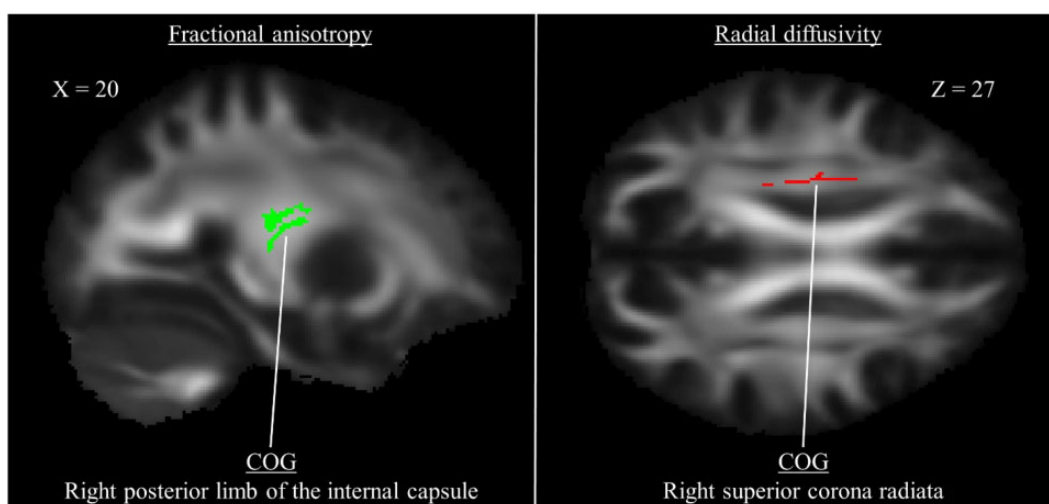 Fractional anisotropy
X = 20
COG
Right posterior limb of the internal capsule
Radial diffusivity
Z = 27
COG
Right superior corona radiata